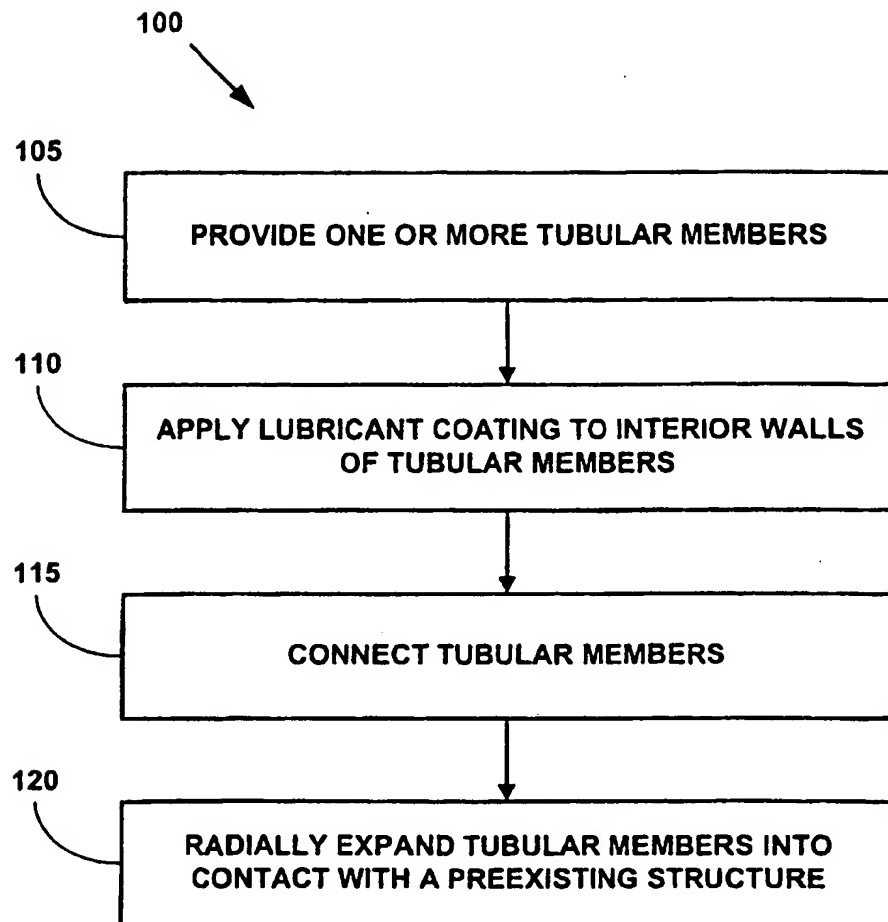 100
105
PROVIDE ONE OR MORE TUBULAR MEMBERS
110
APPLY LUBRICANT COATING TO INTERIOR WALLS
OF TUBULAR MEMBERS
115
CONNECT TUBULAR MEMBERS
120
RADIALLY EXPAND TUBULAR MEMBERS INTO
CONTACT WITH A PREEXISTING STRUCTURE